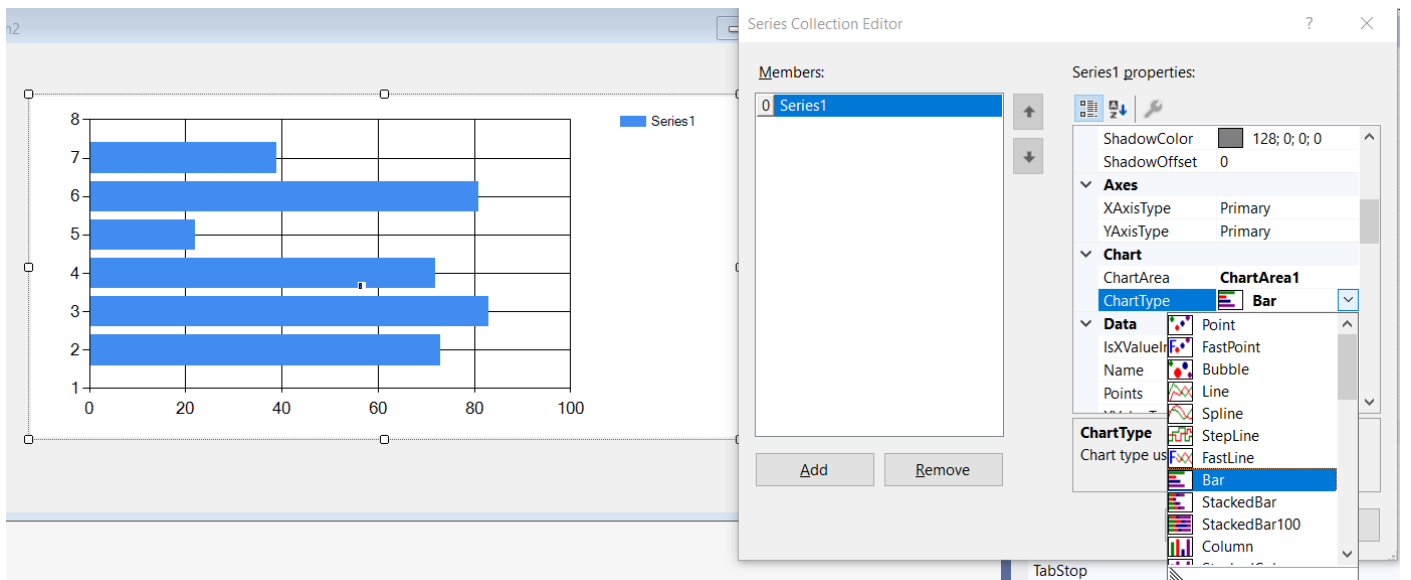 n2
8
7
6
5
4
3
2
1
0 20 40 60 80 100
Series1
Series Collection Editor
?
Members:
0 Series1
Add
Remove
Series1 properties:
ShadowColor 128; 0; 0; 0
ShadowOffset 0
Axes
XAxisType Primary
YAxisType Primary
Chart
ChartArea ChartArea1
ChartType Bar
Data
IsXValueI
Name
Points
ChartType
Chart type us
Point
FastPoint
Bubble
Line
Spline
StepLine
FastLine
Bar
StackedBar
StackedBar100
Column
TabStop